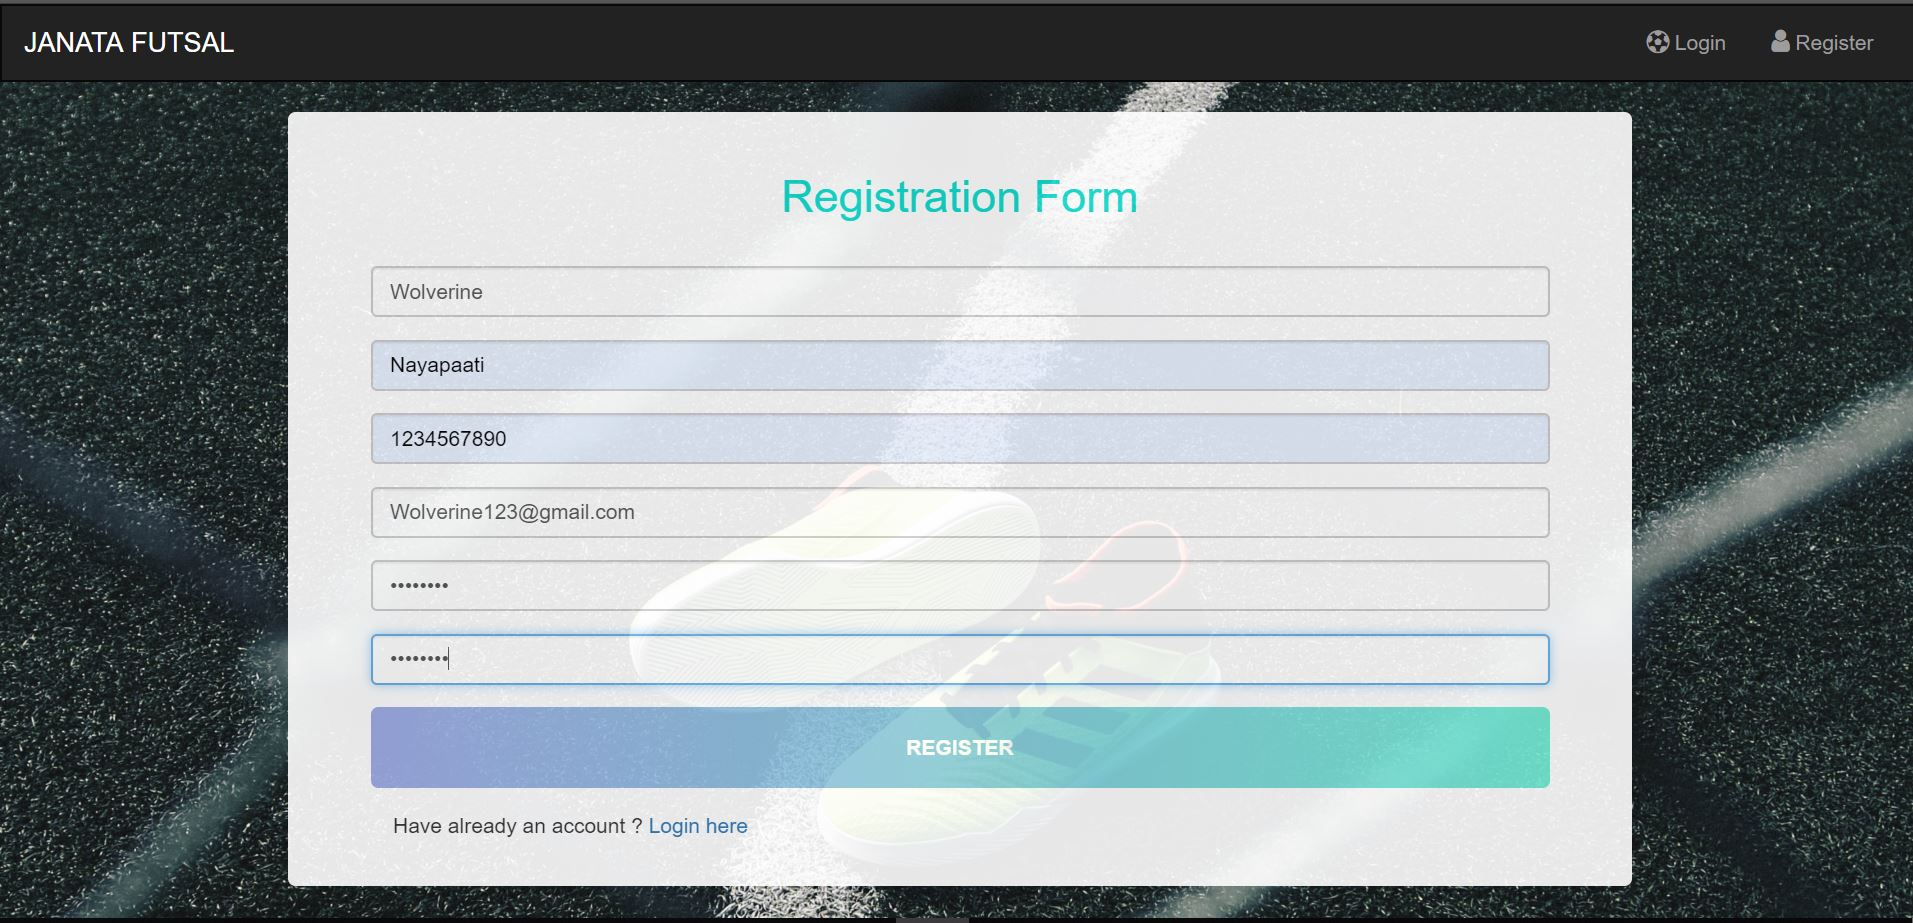 JANATA FUTSAL Login Register
Registration Form
Wolverine
Nayapaati
1234567890
Wolverine123@gmail.com
••••••••
••••••••
REGISTER
Have already an account ? Login here